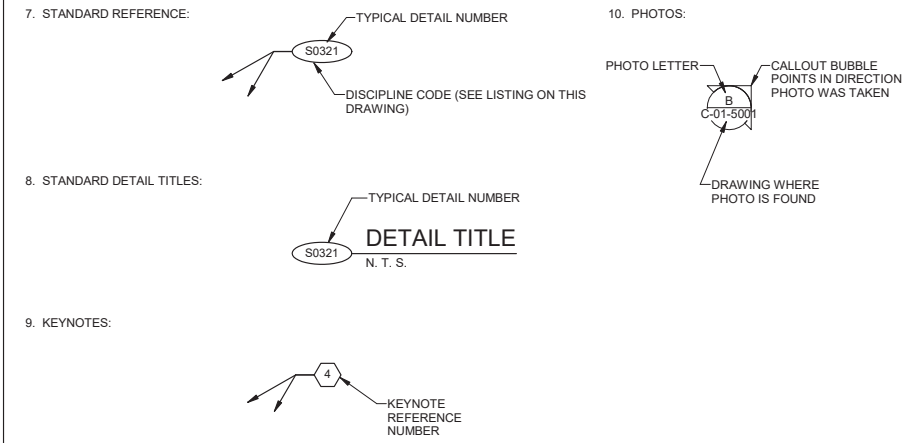 7. STANDARD REFERENCE:
TYPICAL DETAIL NUMBER
S0321
DISCIPLINE CODE (SEE LISTING ON THIS
DRAWING)
8. STANDARD DETAIL TITLES:
TYPICAL DETAIL NUMBER
S0321
DETAIL TITLE
N. T. S.
9. KEYNOTES:
4
KEYNOTE
REFERENCE
NUMBER
10. PHOTOS:
PHOTO LETTER
CALLOUT BUBBLE
POINTS IN DIRECTION
PHOTO WAS TAKEN
B
C-01-5001
DRAWING WHERE
PHOTO IS FOUND